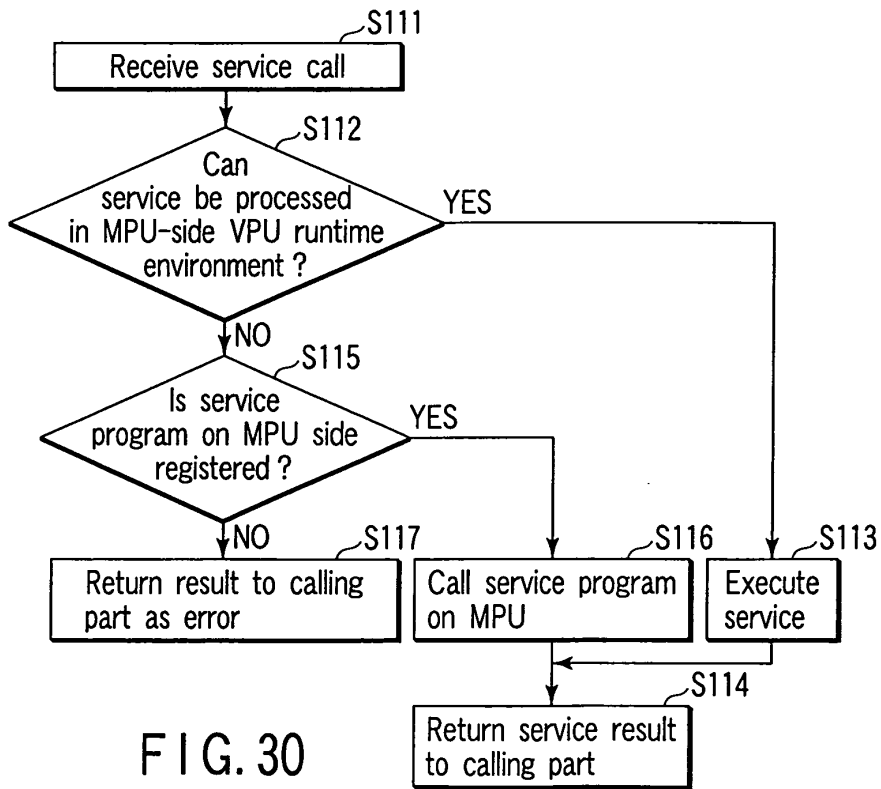 S111
Receive service call
S112
Can
service be processed
in MPU-side VPU runtime
environment?
YES
NO
S115
Is service
program on MPU side
registered?
YES
NO
S117
Return result to calling
part as error
S116
Call service program
on MPU
S113
Execute
service
S114
Return service result
to calling part
FIG. 30